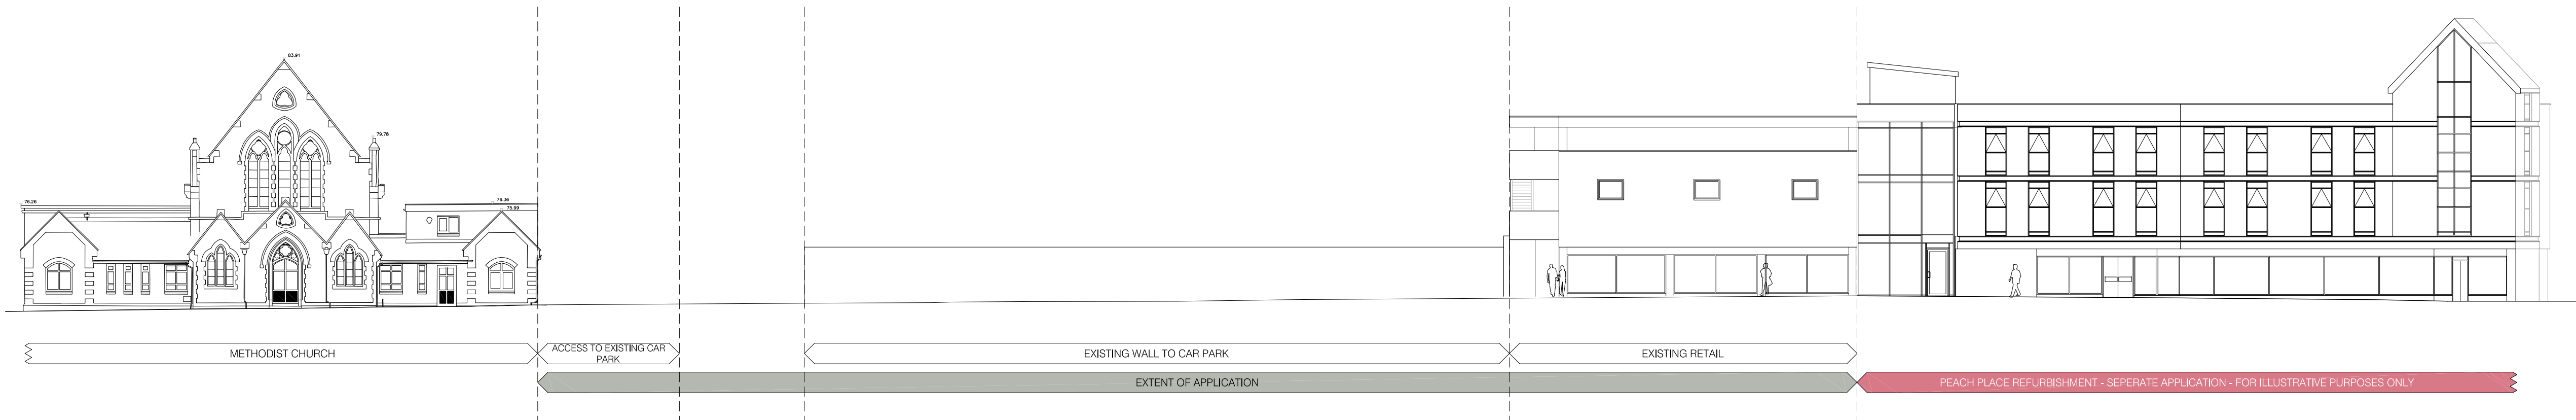 83.91
79.78
76.26
76.36
75.99
METHODIST CHURCH
ACCESS TO EXISTING CAR
PARK
EXISTING WALL TO CAR PARK
EXISTING RETAIL
EXTENT OF APPLICATION
PEACH PLACE REFURBISHMENT - SEPERATE APPLICATION - FOR ILLUSTRATIVE PURPOSES ONLY